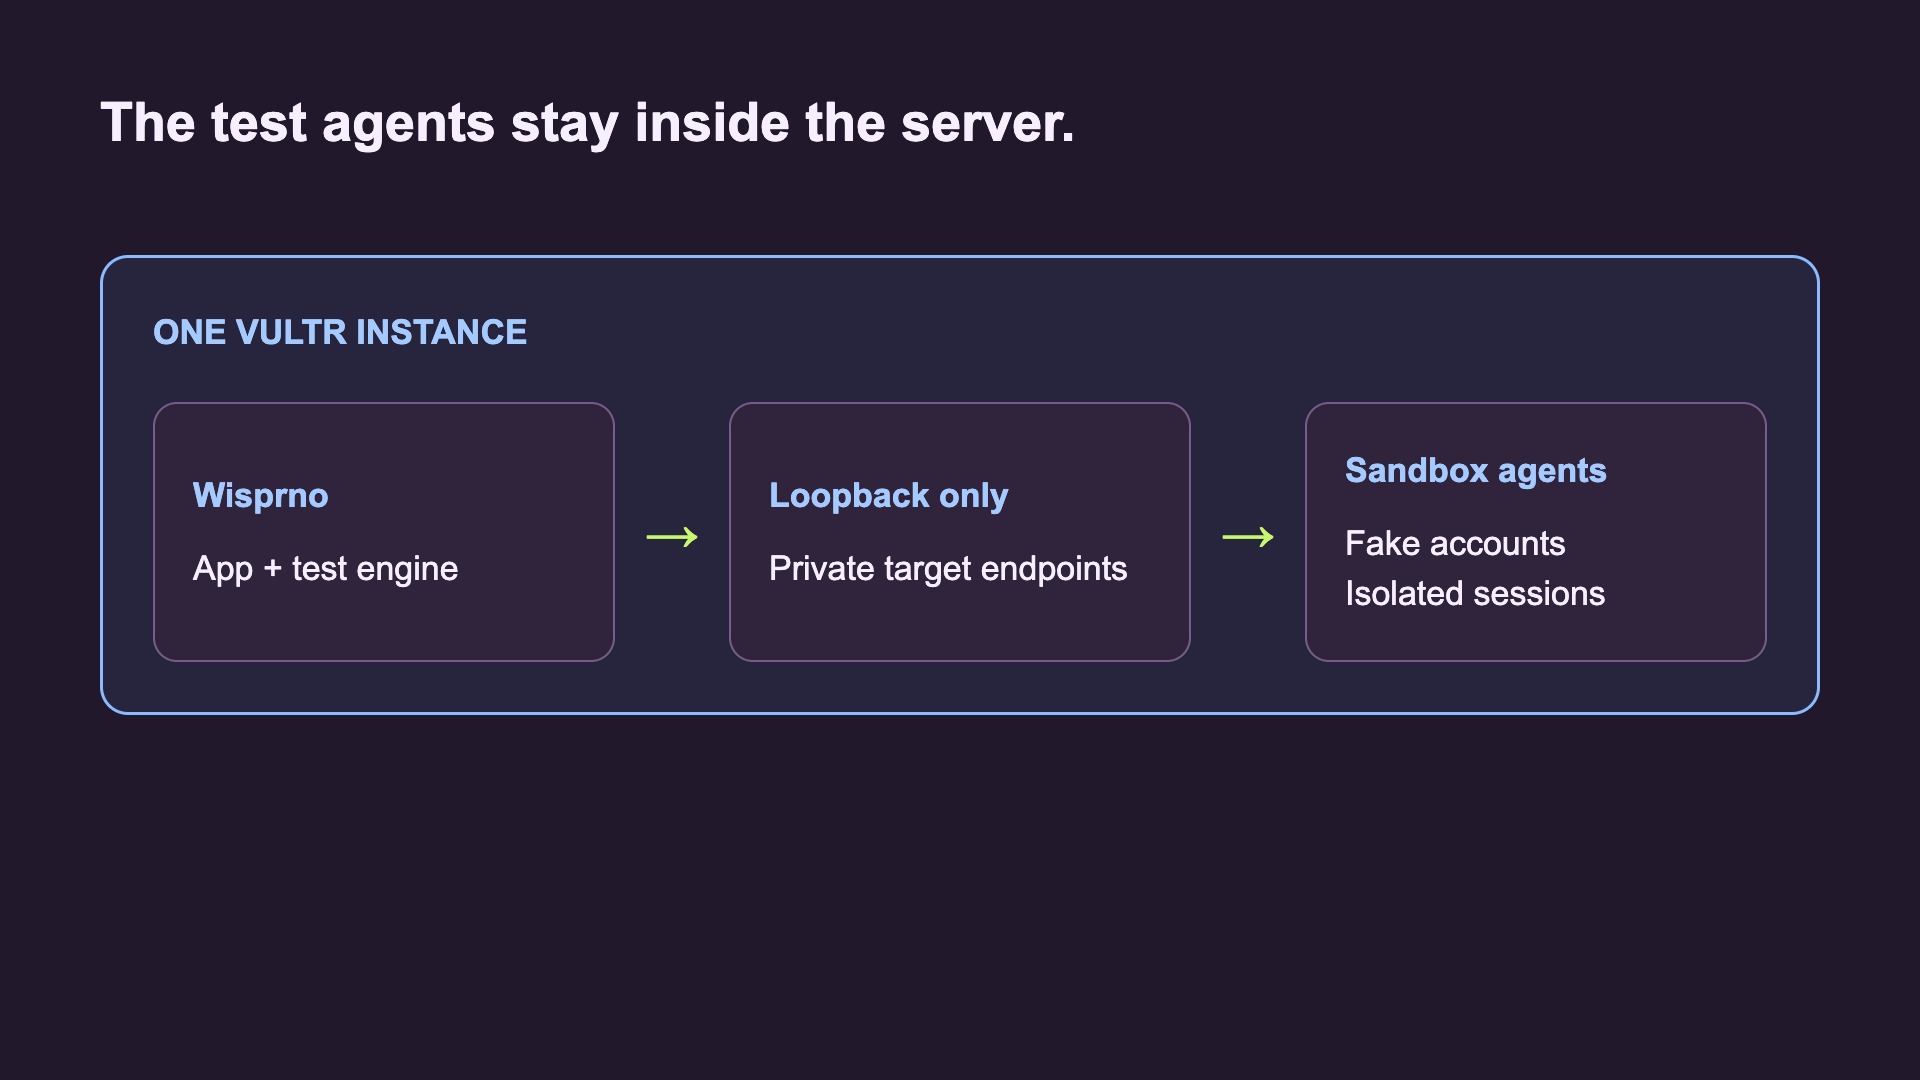 The test agents stay inside the server.
ONE VULTR INSTANCE
Wisprno
App + test engine
→
Loopback only
Private target endpoints
→
Sandbox agents
Fake accounts
Isolated sessions